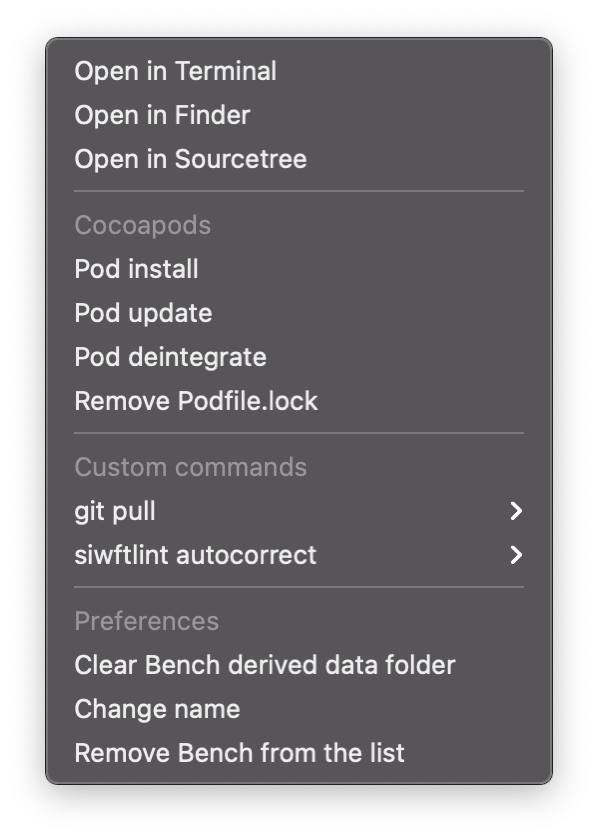 Open in Terminal
Open in Finder
Open in Sourcetree
Cocoapods
Pod install
Pod update
Pod deintegrate
Remove Podfile.lock
Custom commands
git pull
siwftlint autocorrect
Preferences
Clear Bench derived data folder
Change name
Remove Bench from the list